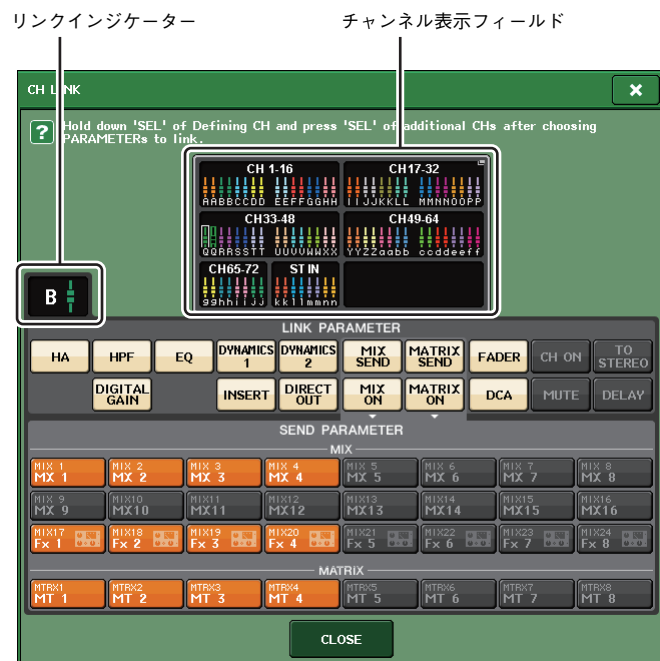 リンクインジケーター
チャンネル表示フィールド
CH LINK
? Hold down 'SEL' of Defining CH and press 'SEL' of additional CHs after choosing
PARAMETERs to link.
CH 1-16
AABBCCDD EEFFGGHH
CH17-32
IIJJKKLL MMNNOOPP
CH33-48
QQRRSSTT UUVVWWXX
CH49-64
YYZZaabb ccddeeff
CH65-72
gghhiijj
ST IN
kkllmmnn
B
LINK PARAMETER
HA HPF EQ DYNAMICS 1 DYNAMICS 2 MIX SEND MATRIX SEND FADER CH ON TO STEREO
DIGITAL GAIN INSERT DIRECT OUT MIX ON MATRIX ON DCA MUTE DELAY
SEND PARAMETER
MIX
MIX 1 MIX 2 MIX 3 MIX 4 MIX 5 MIX 6 MIX 7 MIX 8
MX 1 MX 2 MX 3 MX 4 MX 5 MX 6 MX 7 MX 8
MIX 9 MIX10 MIX11 MIX12 MIX13 MIX14 MIX15 MIX16
MX 9 MX10 MX11 MX12 MX13 MX14 MX15 MX16
MIX17 MIX18 MIX19 MIX20 MIX21 MIX22 MIX23 MIX24
Fx 1 Fx 2 Fx 3 Fx 4 Fx 5 Fx 6 Fx 7 Fx 8
MATRIX
MTRX1 MTRX2 MTRX3 MTRX4 MTRX5 MTRX6 MTRX7 MTRX8
MT 1 MT 2 MT 3 MT 4 MT 5 MT 6 MT 7 MT 8
CLOSE